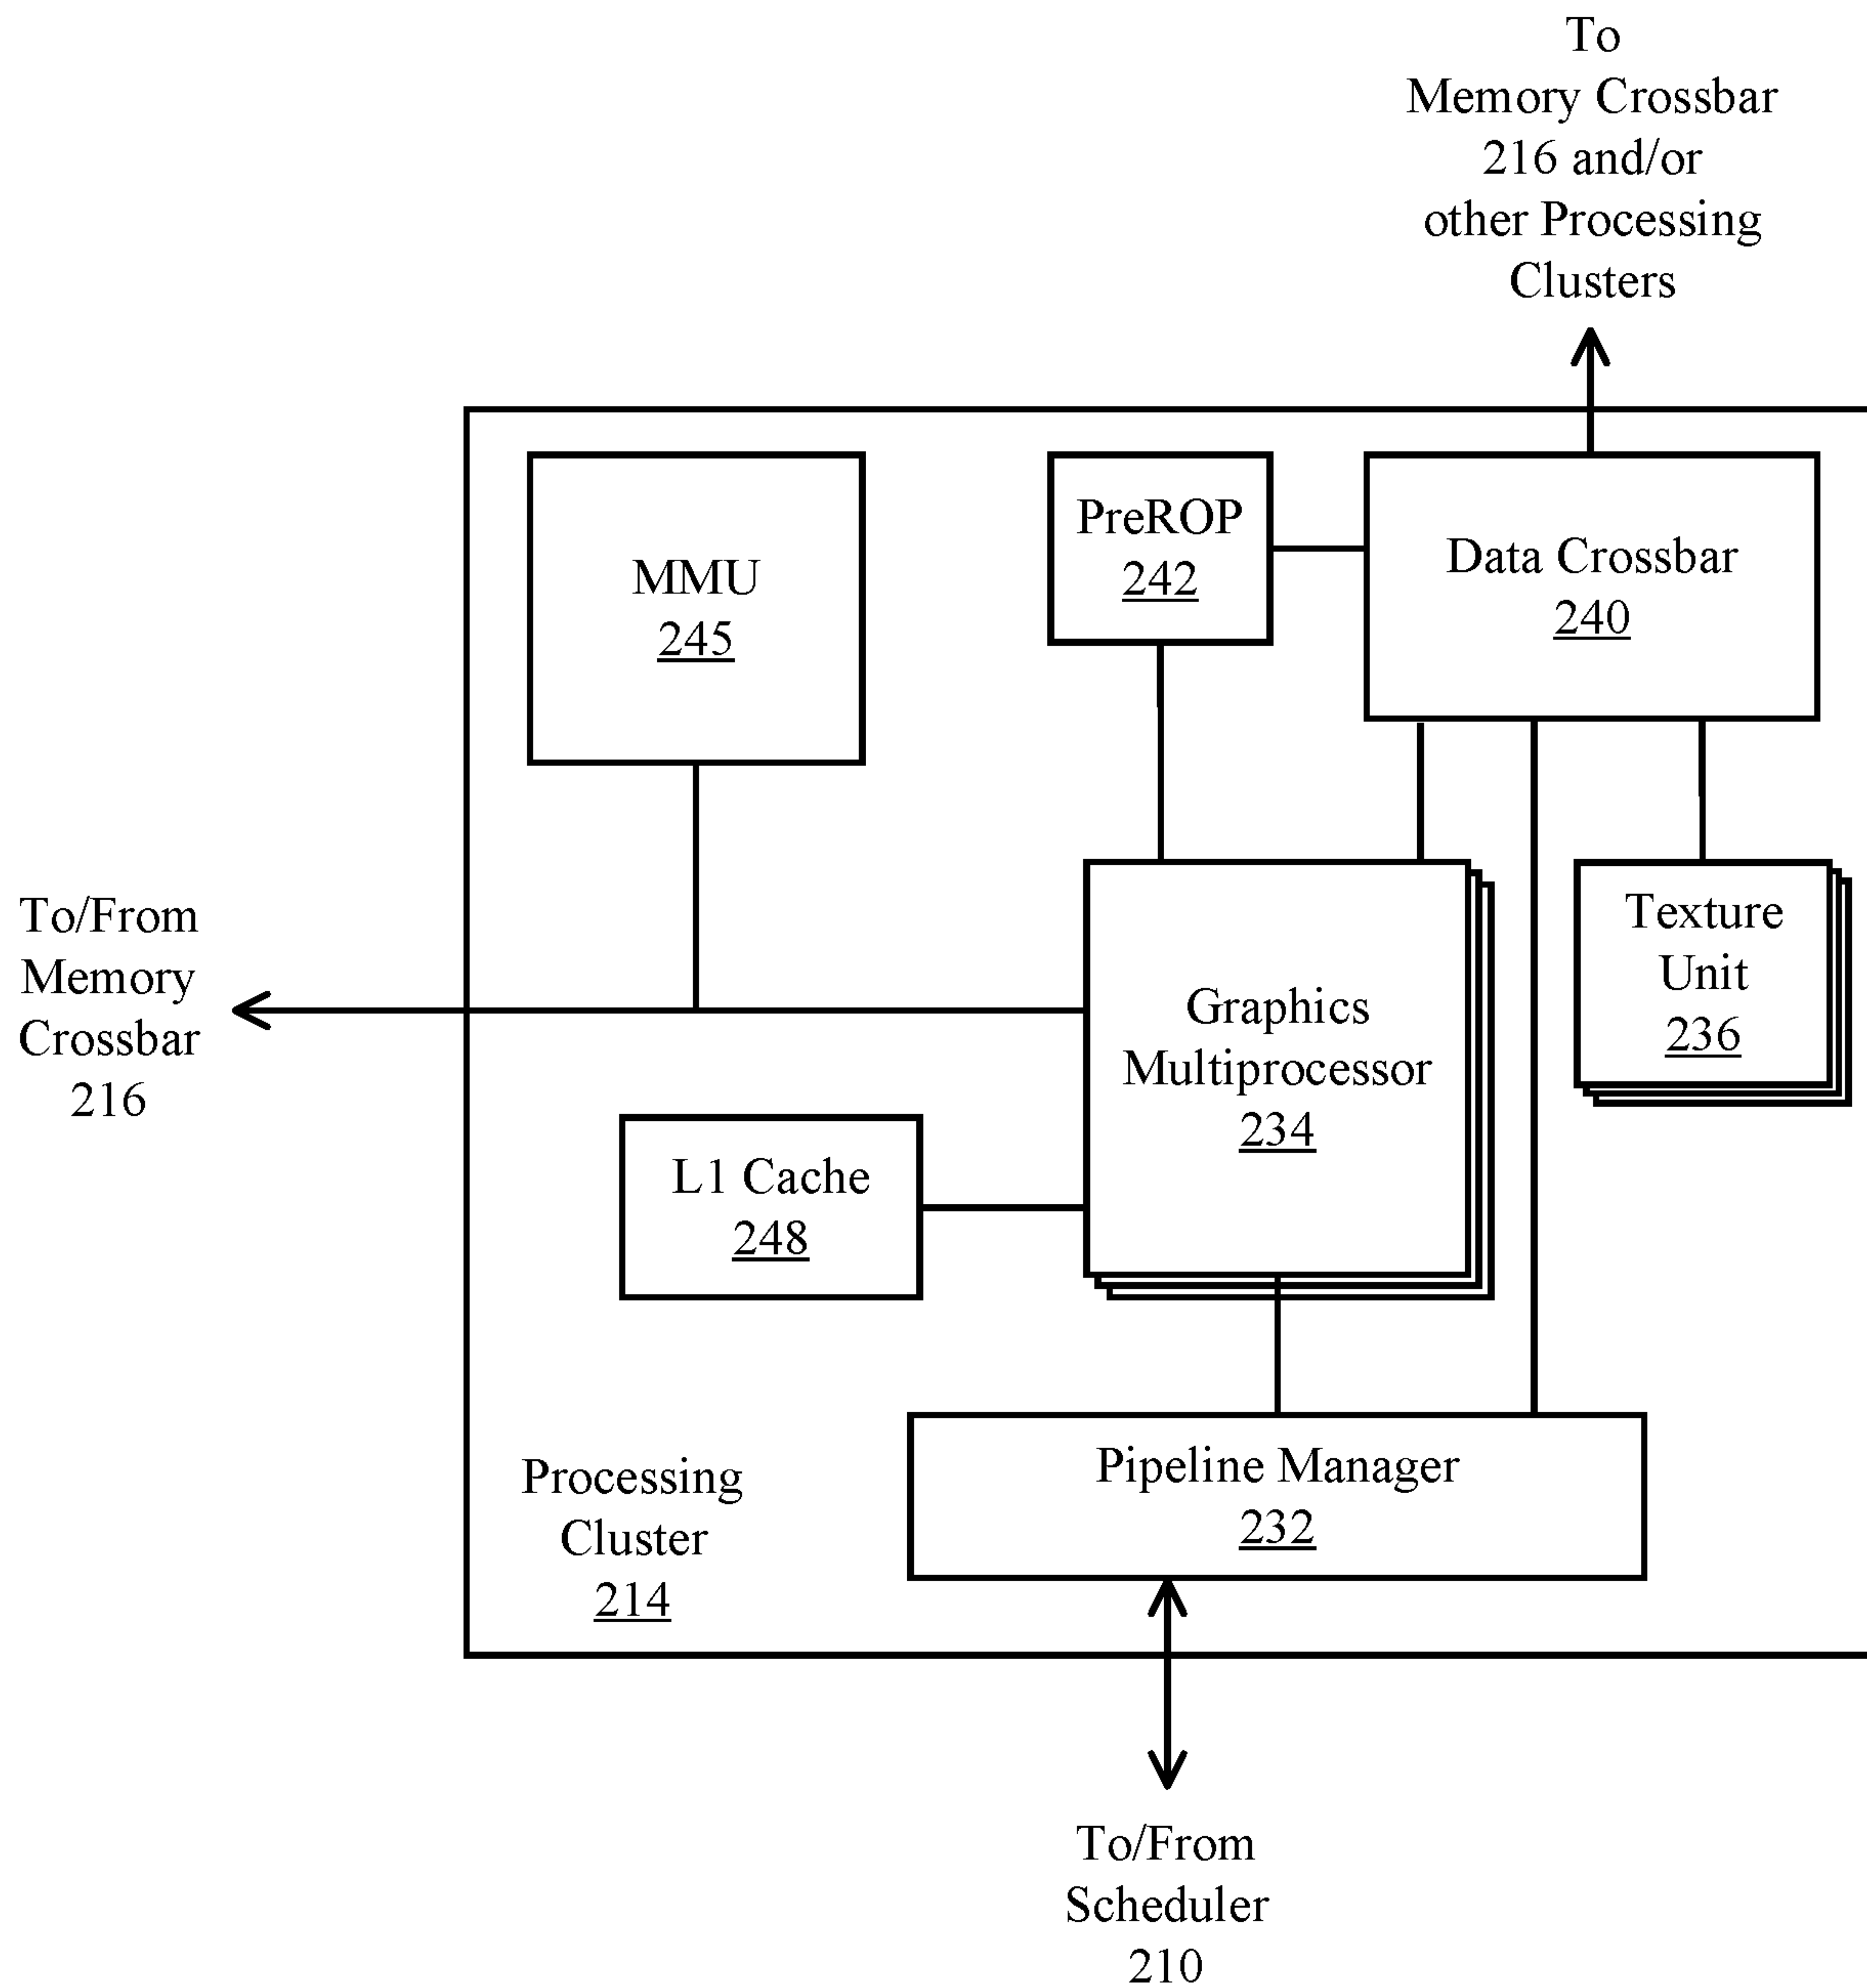 To
Memory Crossbar
216 and/or
other Processing
Clusters
MMU
245
PreROP
242
Data Crossbar
240
To/From
Memory
Crossbar
216
Graphics
Multiprocessor
234
Texture
Unit
236
L1 Cache
248
Processing
Cluster
214
Pipeline Manager
232
To/From
Scheduler
210